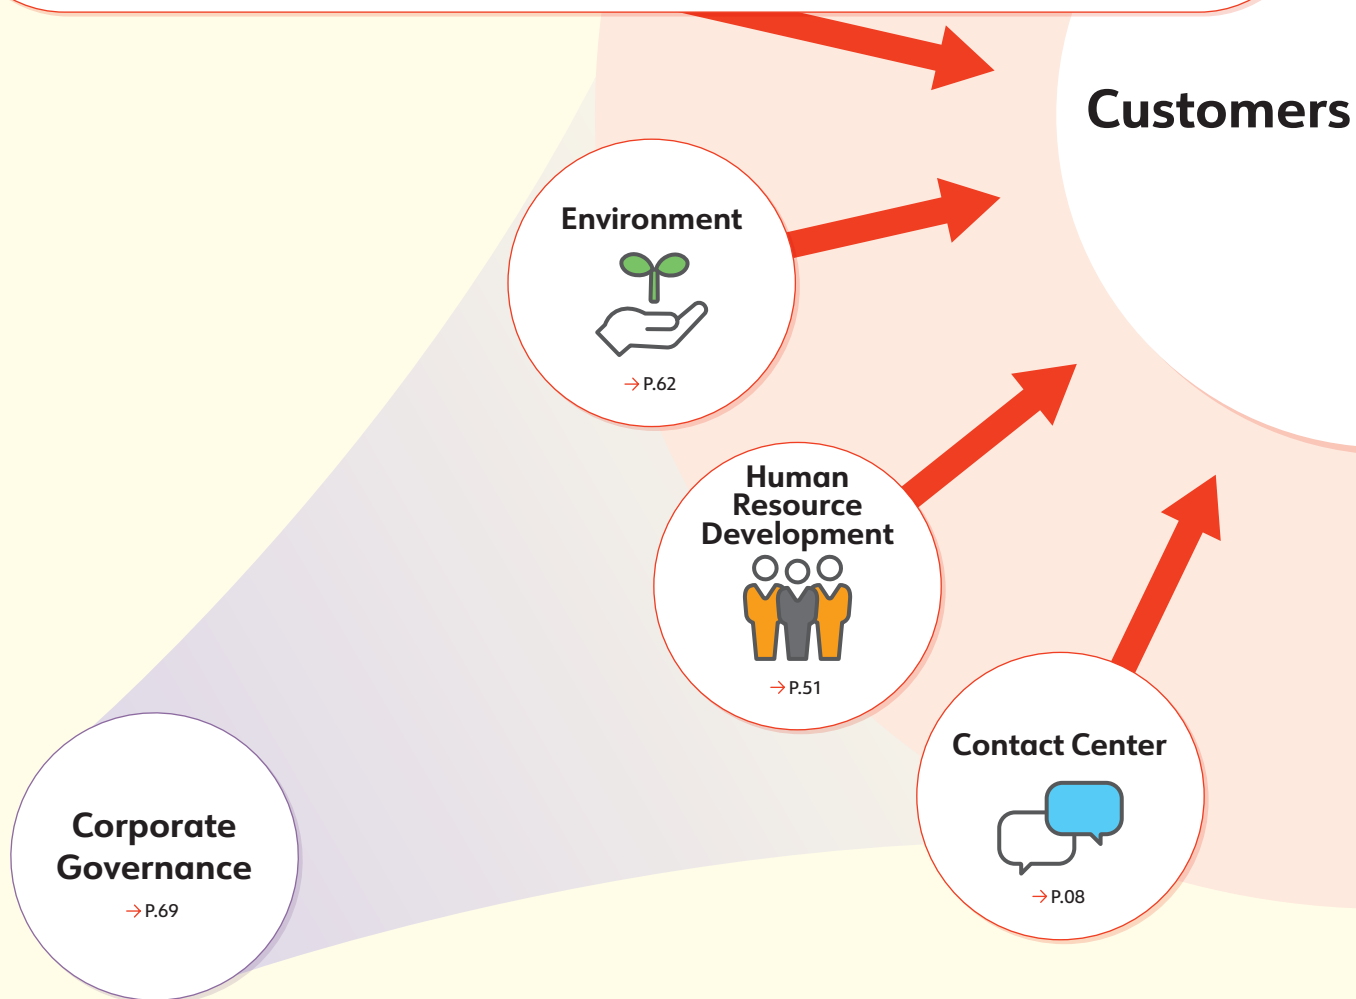 Customers
Environment
→ P.62
Human
Resource
Development
→ P.51
Contact Center
→ P.08
Corporate
Governance
→ P.69